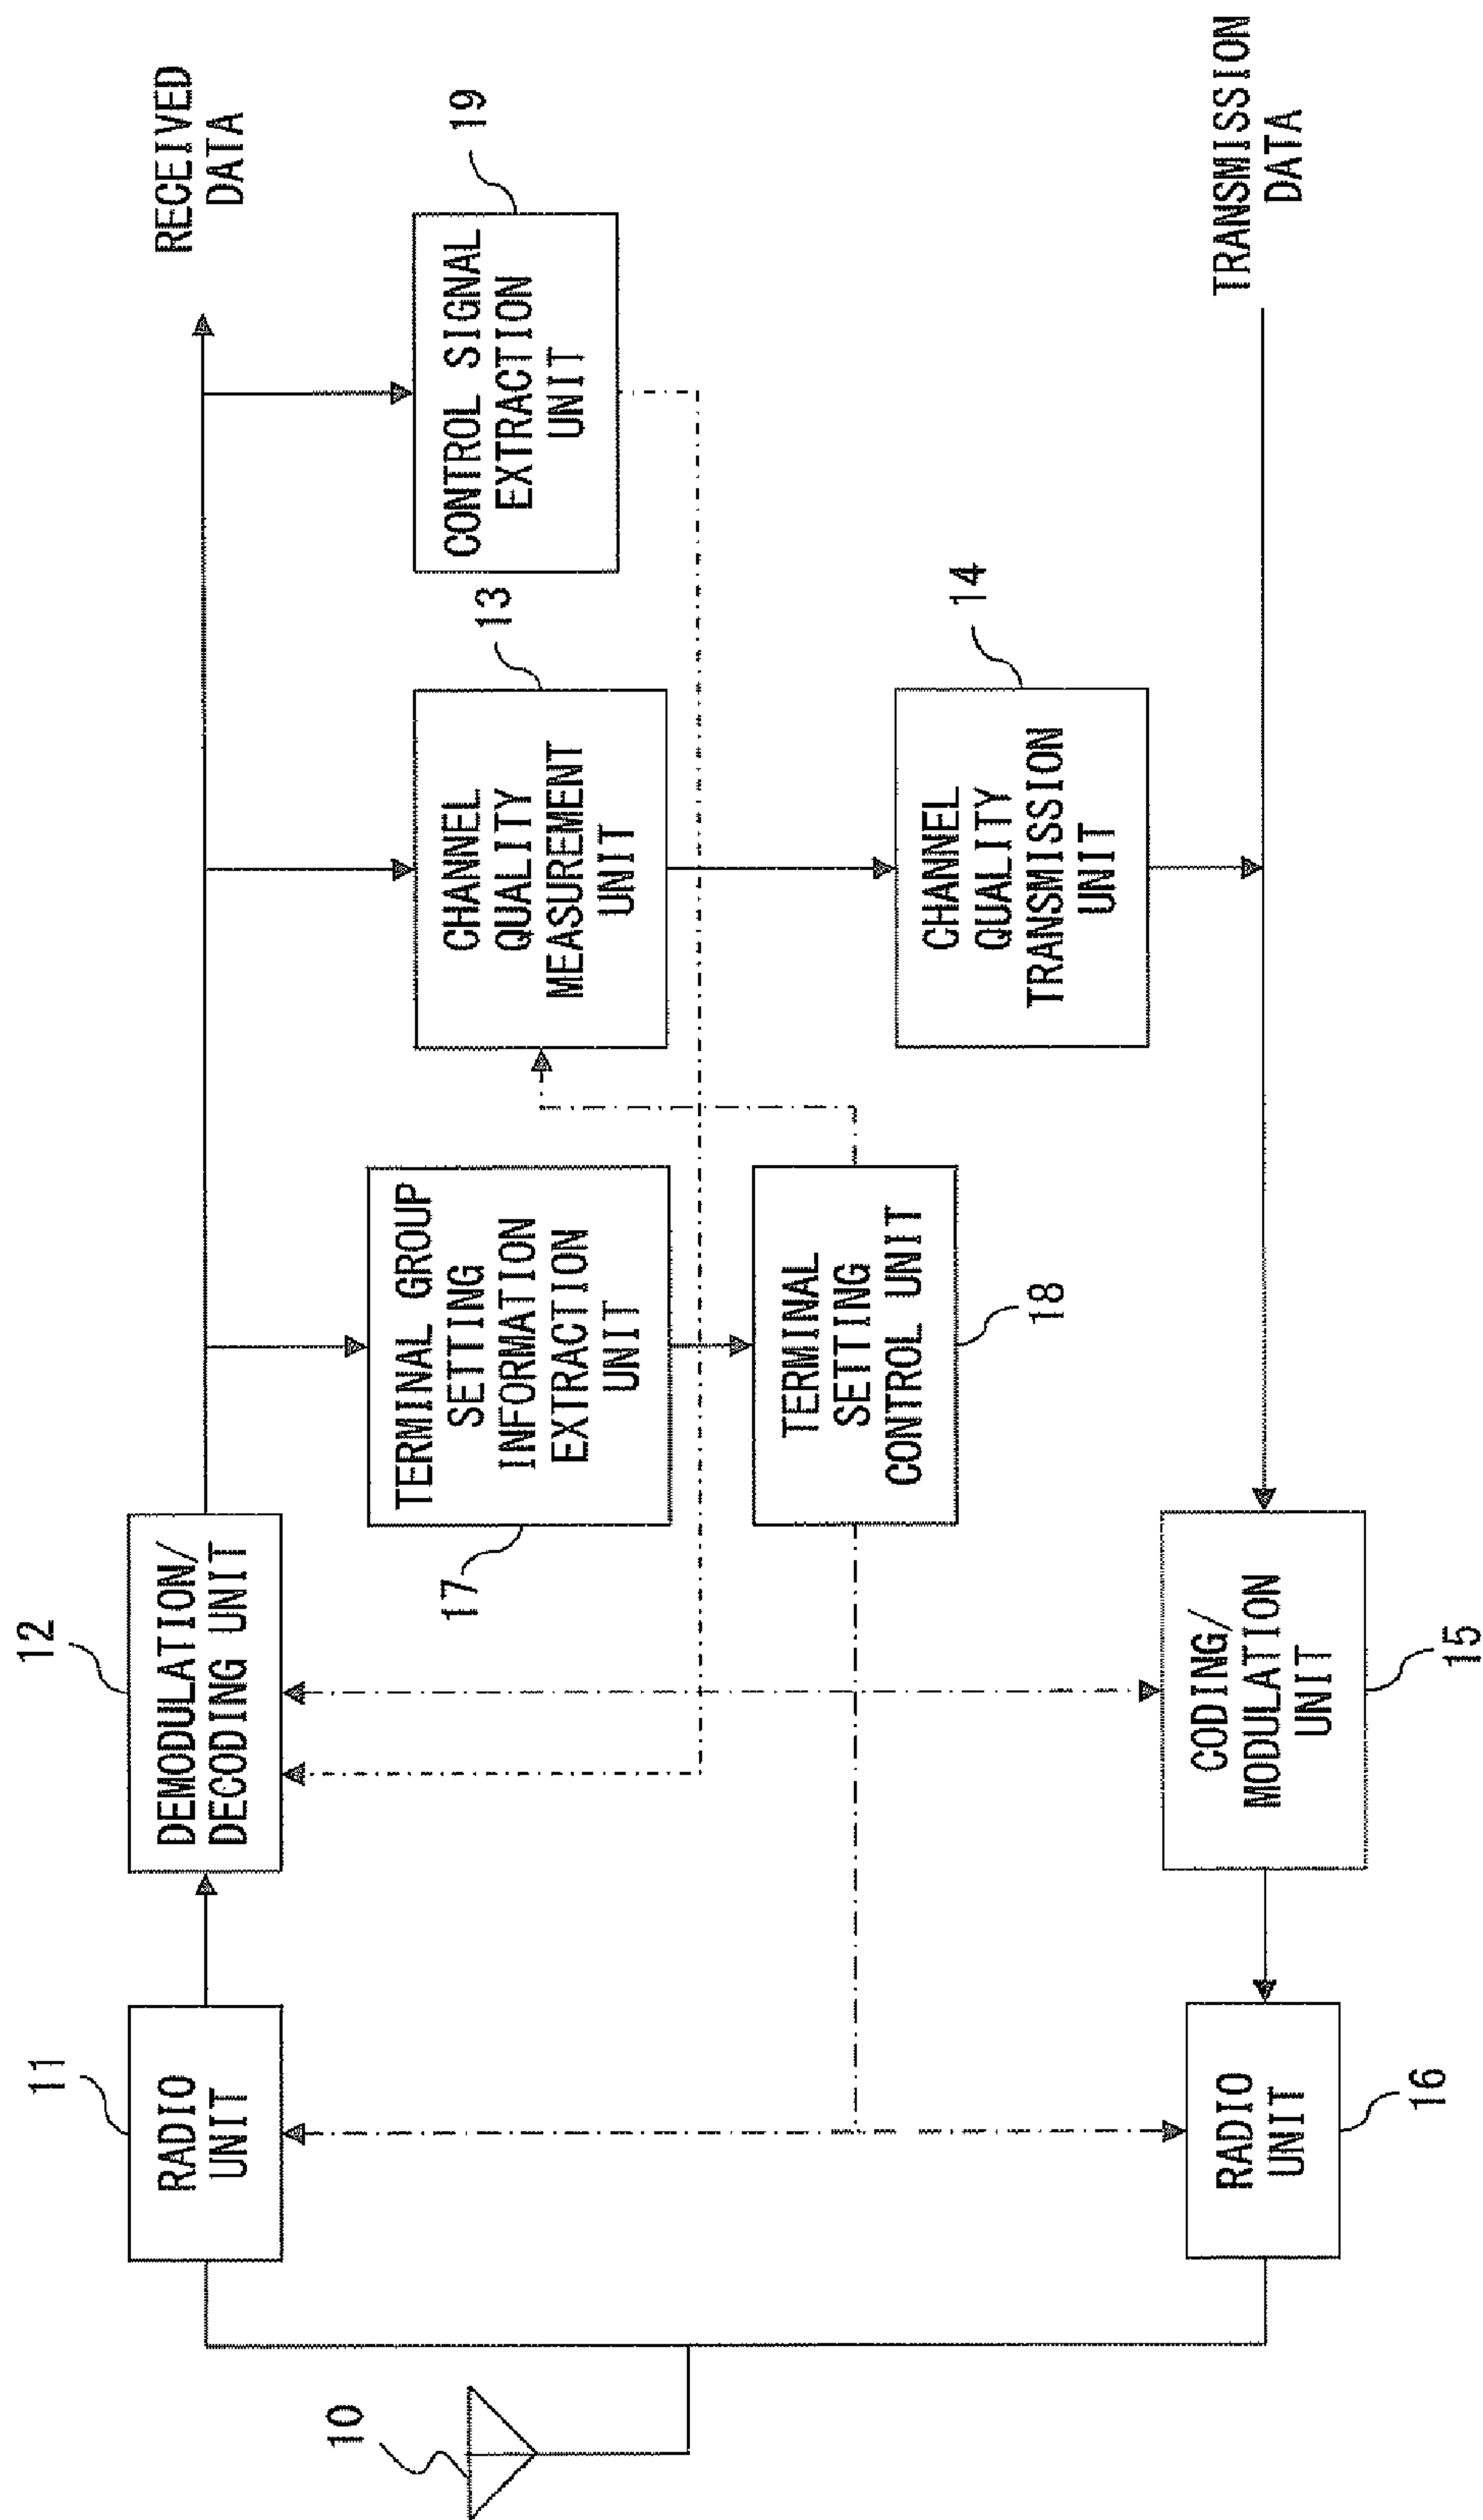 10
11
RADIO
UNIT
12
DEMODULATION/
DECODING UNIT
RECEIVED
DATA
17
TERMINAL GROUP
SETTING
INFORMATION
EXTRACTION
UNIT
13
CHANNEL
QUALITY
MEASUREMENT
UNIT
19
CONTROL SIGNAL
EXTRACTION
UNIT
TERMINAL
SETTING
CONTROL UNIT
18
14
CHANNEL
QUALITY
TRANSMISSION
UNIT
RADIO
UNIT
16
CODING/
MODULATION
UNIT
15
TRANSMISSION
DATA